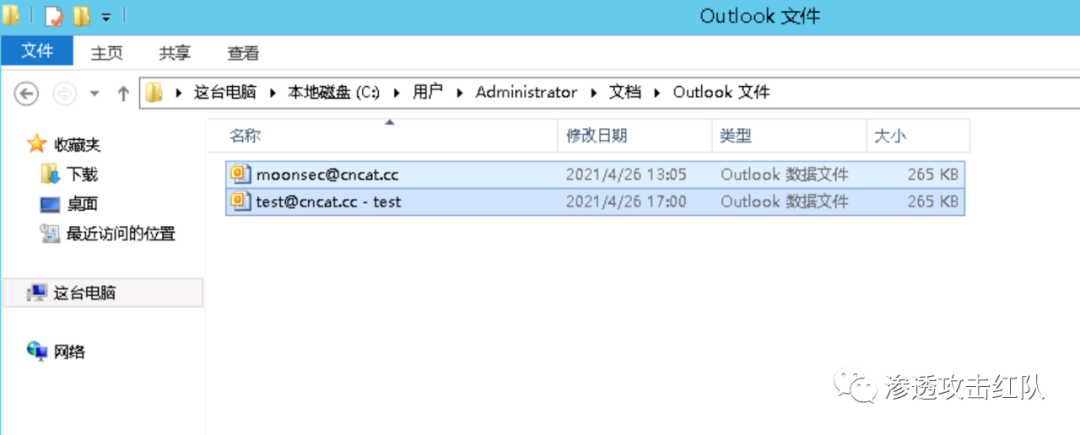 Outlook 文件
文件 主页 共享 查看
这台电脑 本地磁盘 (C:) 用户 Administrator 文档 Outlook 文件
收藏夹
下载
桌面
最近访问的位置
这台电脑
网络
名称 修改日期 类型 大小
moonsec@cncat.cc 2021/4/26 13:05 Outlook 数据文件 265 KB
test@cncat.cc - test 2021/4/26 17:00 Outlook 数据文件 265 KB
渗透攻击红队